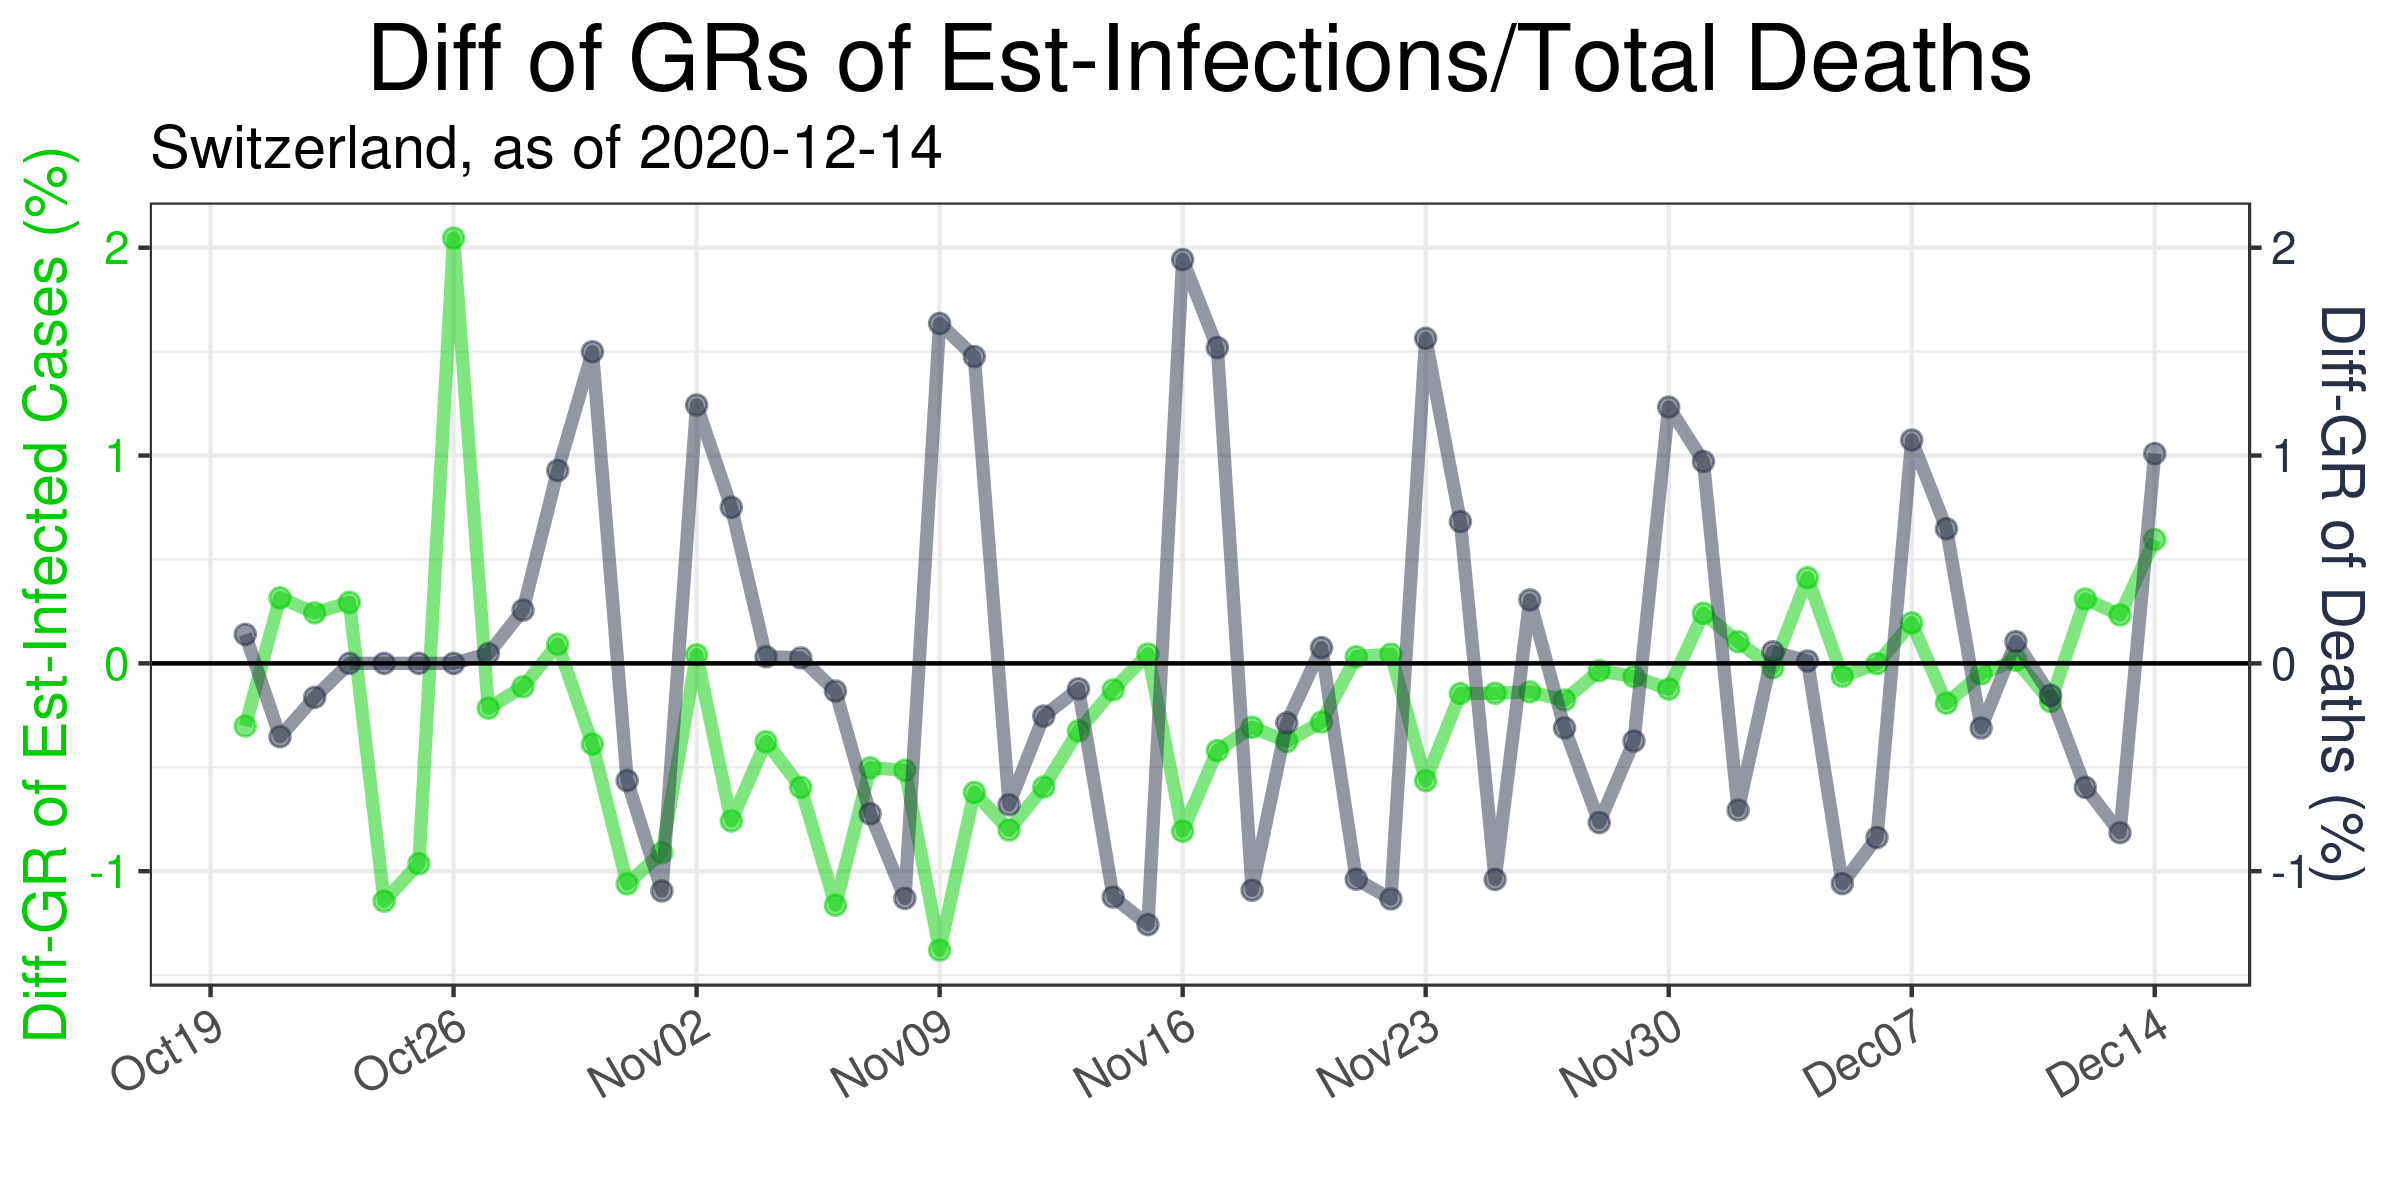 Diff of GRs of Est-Infections/Total Deaths
Switzerland, as of 2020-12-14
Diff-GR of Est-Infected Cases (%)
2
1
0
-1
2
1
0
-1
Diff-GR of Deaths (%)
Oct19
Oct26
Nov02
Nov09
Nov16
Nov23
Nov30
Dec07
Dec14